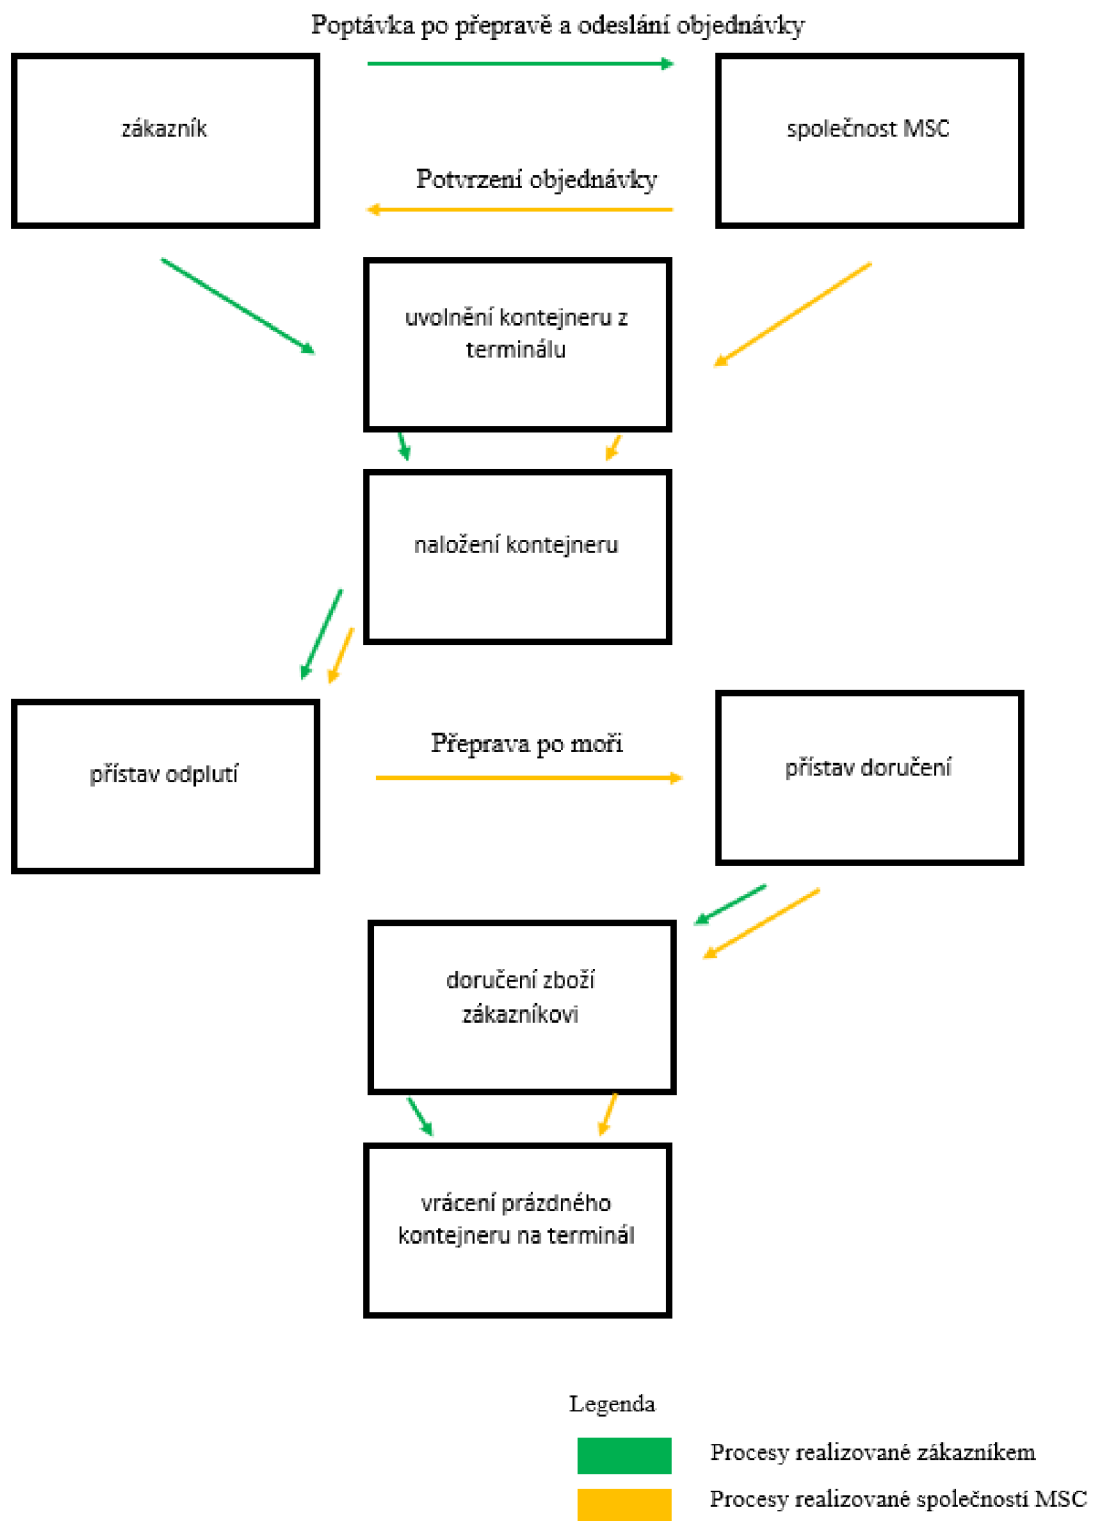 Poptávka po přepravě a odeslání objednávky
zákazník
společnost MSC
Potvrzení objednávky
uvolnění kontejneru z
terminálu
naložení kontejneru
přístav odplutí
Přeprava po moři
přístav doručení
doručení zboží
zákazníkovi
vrácení prázdného
kontejneru na terminál
Legenda
Procesy realizované zákazníkem
Procesy realizované společností MSC